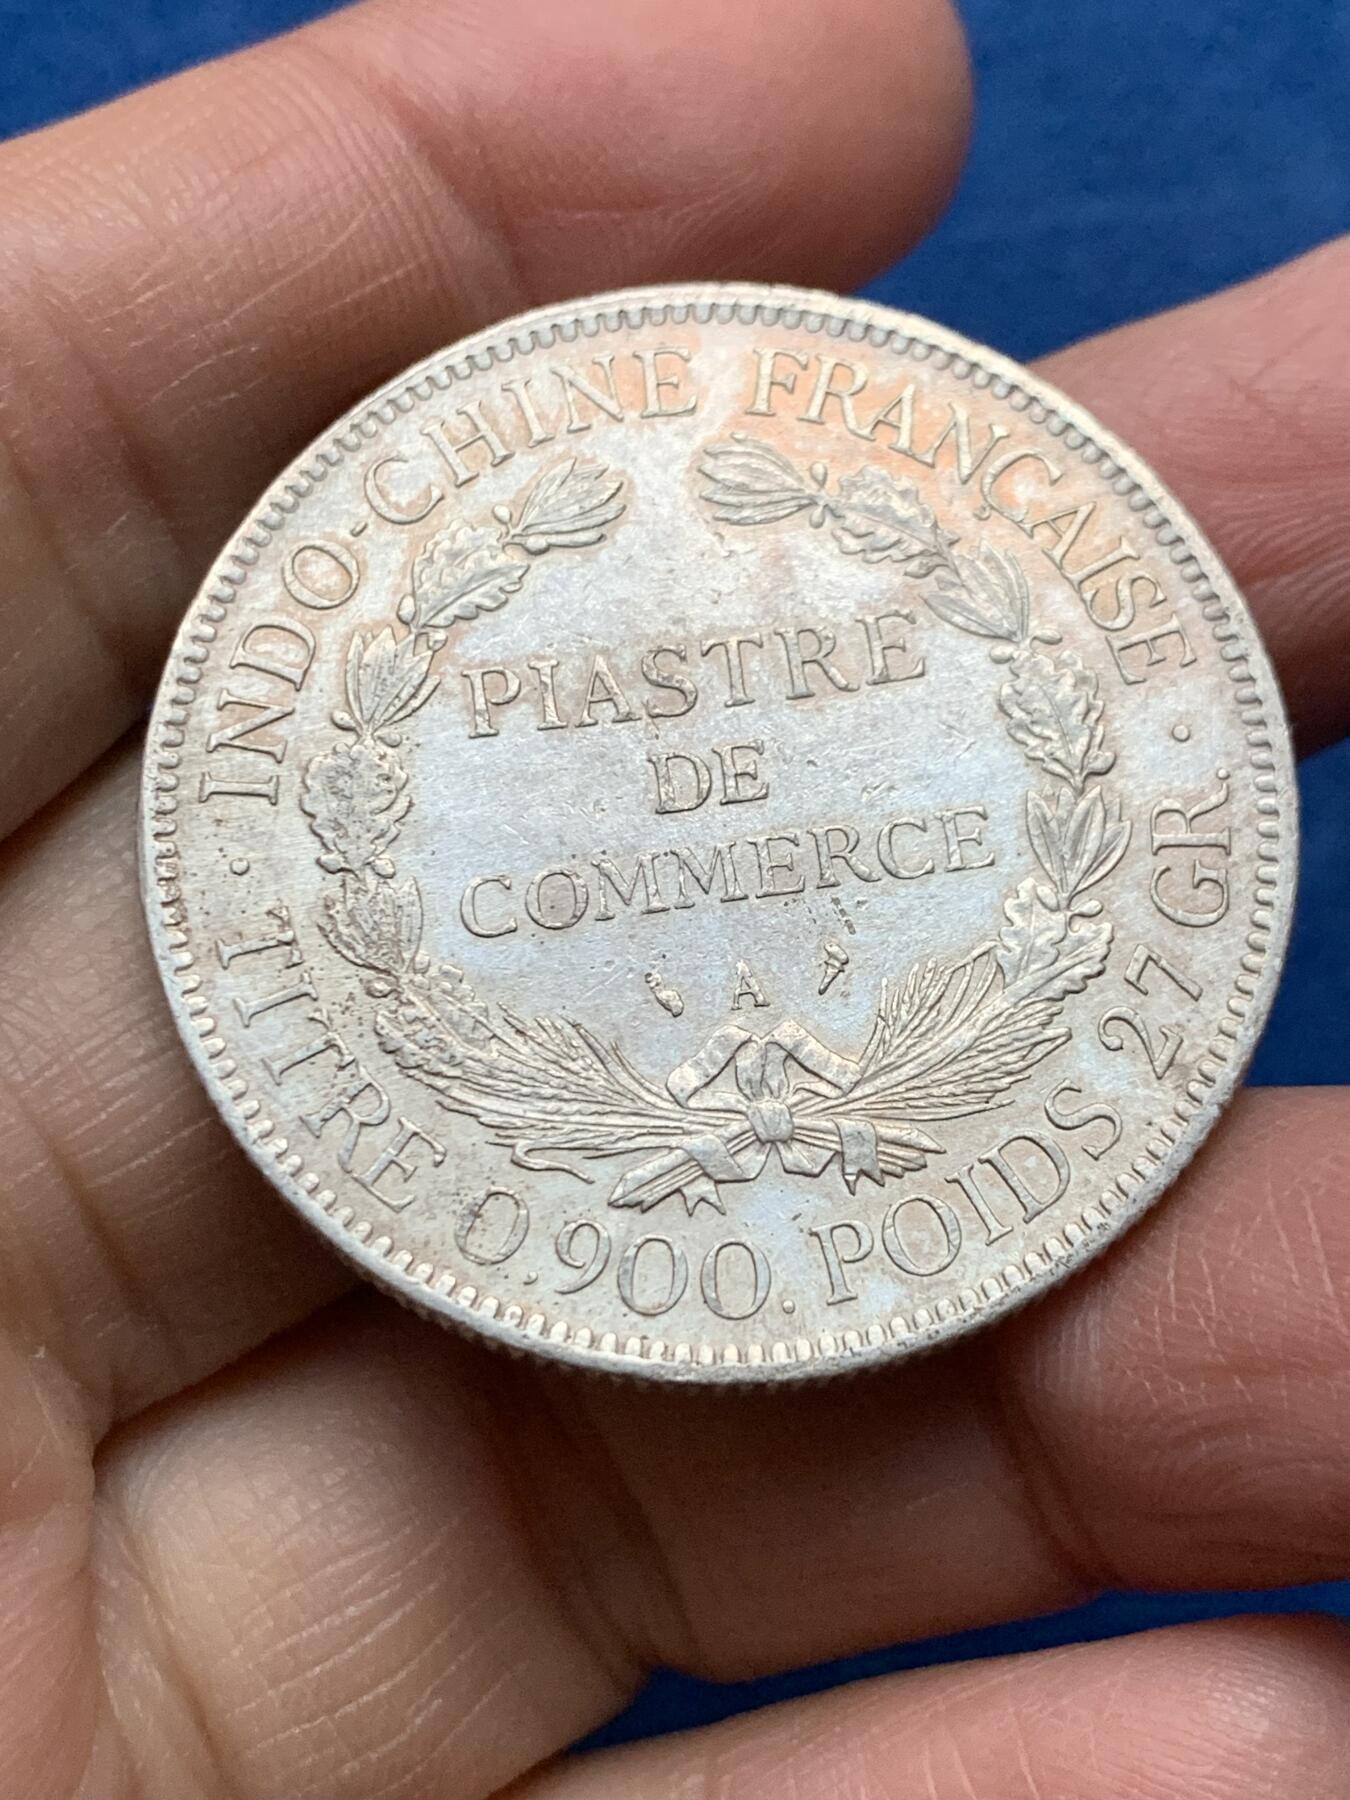 INDO-CHINE FRANÇAISE
PIASTRE
DE
COMMERCE
A
TITRE 0,900. POIDS 27 GR.